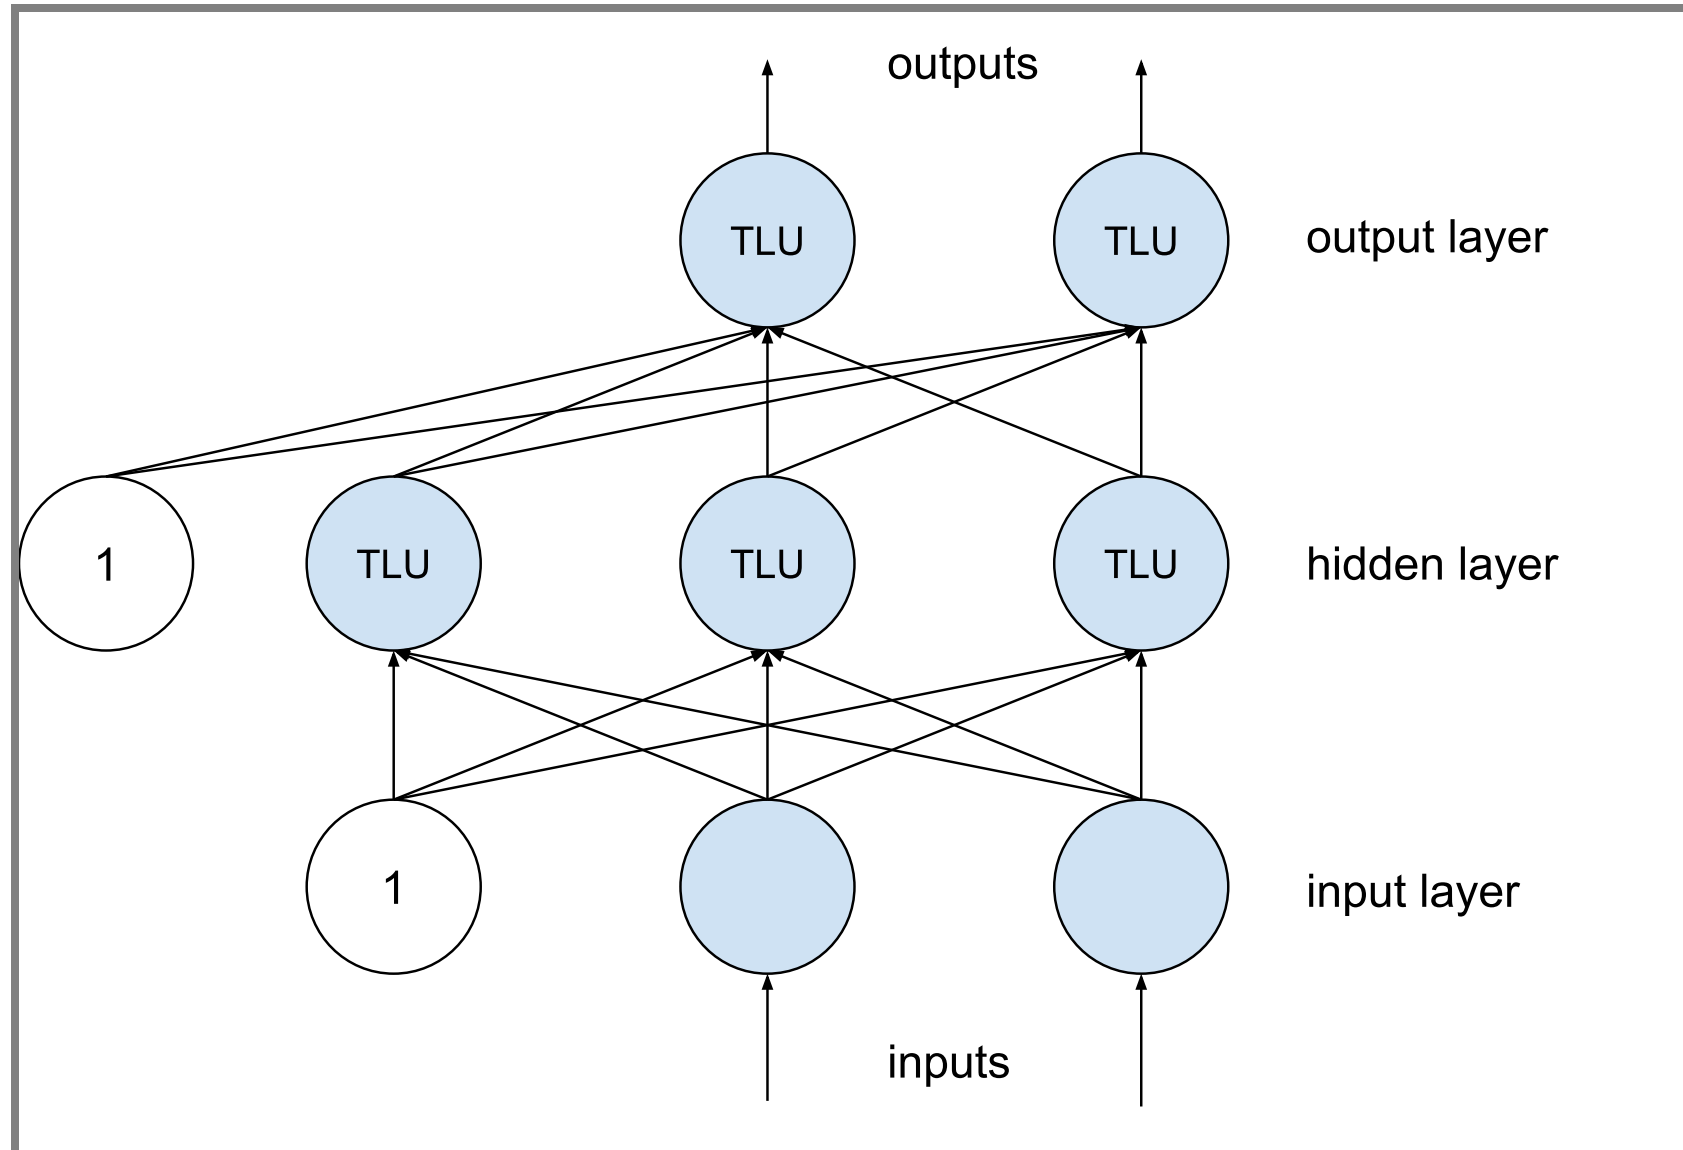 outputs
TLU TLU output layer
1 TLU TLU TLU hidden layer
1 input layer
inputs